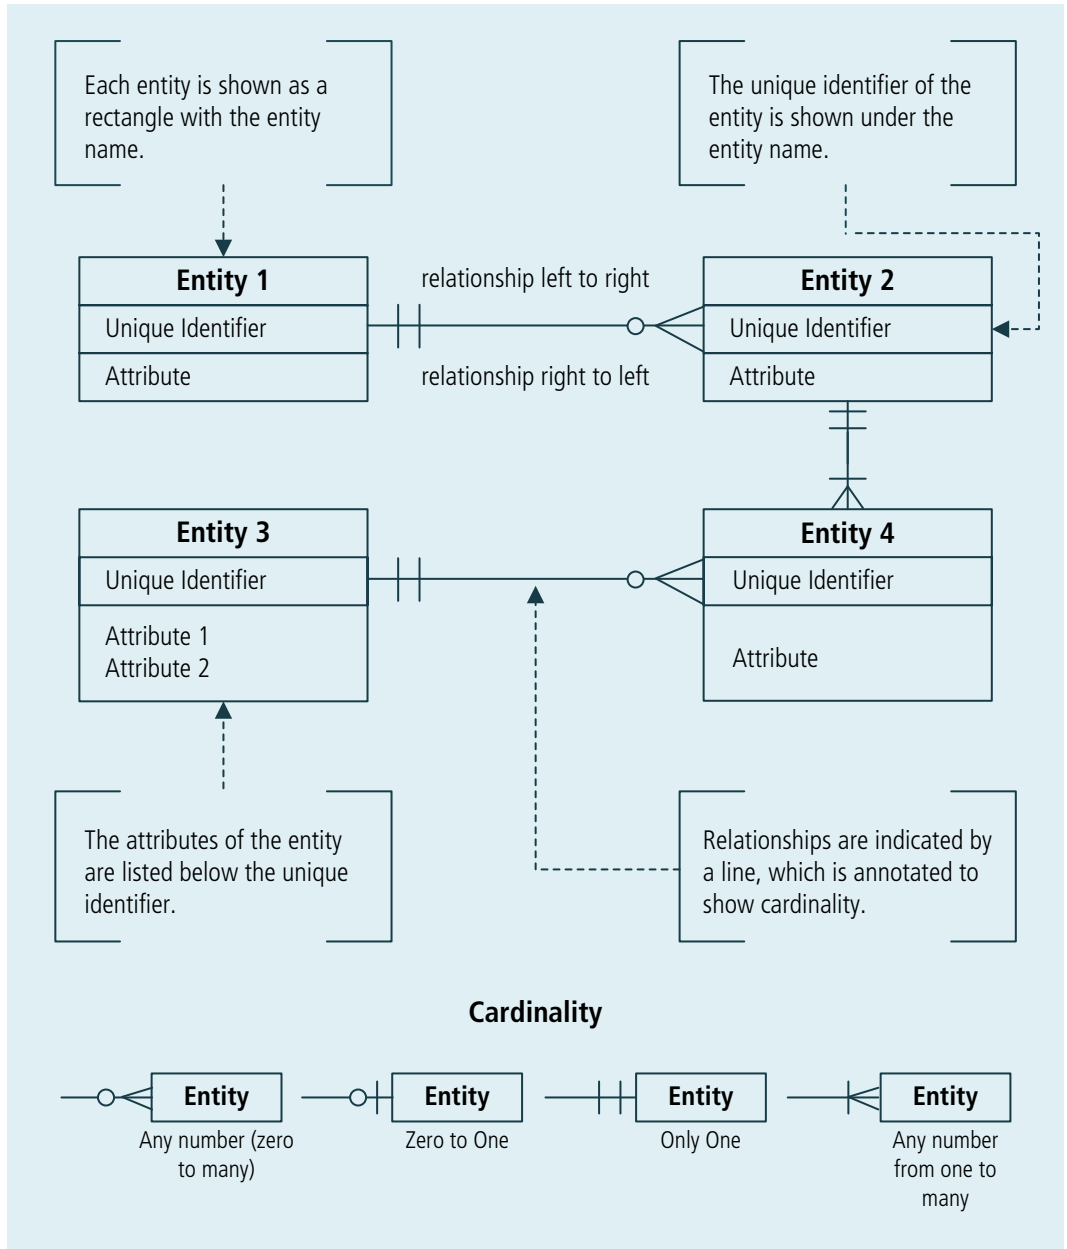 Each entity is shown as a
rectangle with the entity
name.
The unique identifier of the
entity is shown under the
entity name.
Entity 1
Unique Identifier
Attribute
relationship left to right
relationship right to left
Entity 2
Unique Identifier
Attribute
Entity 3
Unique Identifier
Attribute 1
Attribute 2
Entity 4
Unique Identifier
Attribute
The attributes of the entity
are listed below the unique
identifier.
Relationships are indicated by
a line, which is annotated to
show cardinality.
Cardinality
Entity
Any number (zero
to many)
Entity
Zero to One
Entity
Only One
Entity
Any number
from one to
many